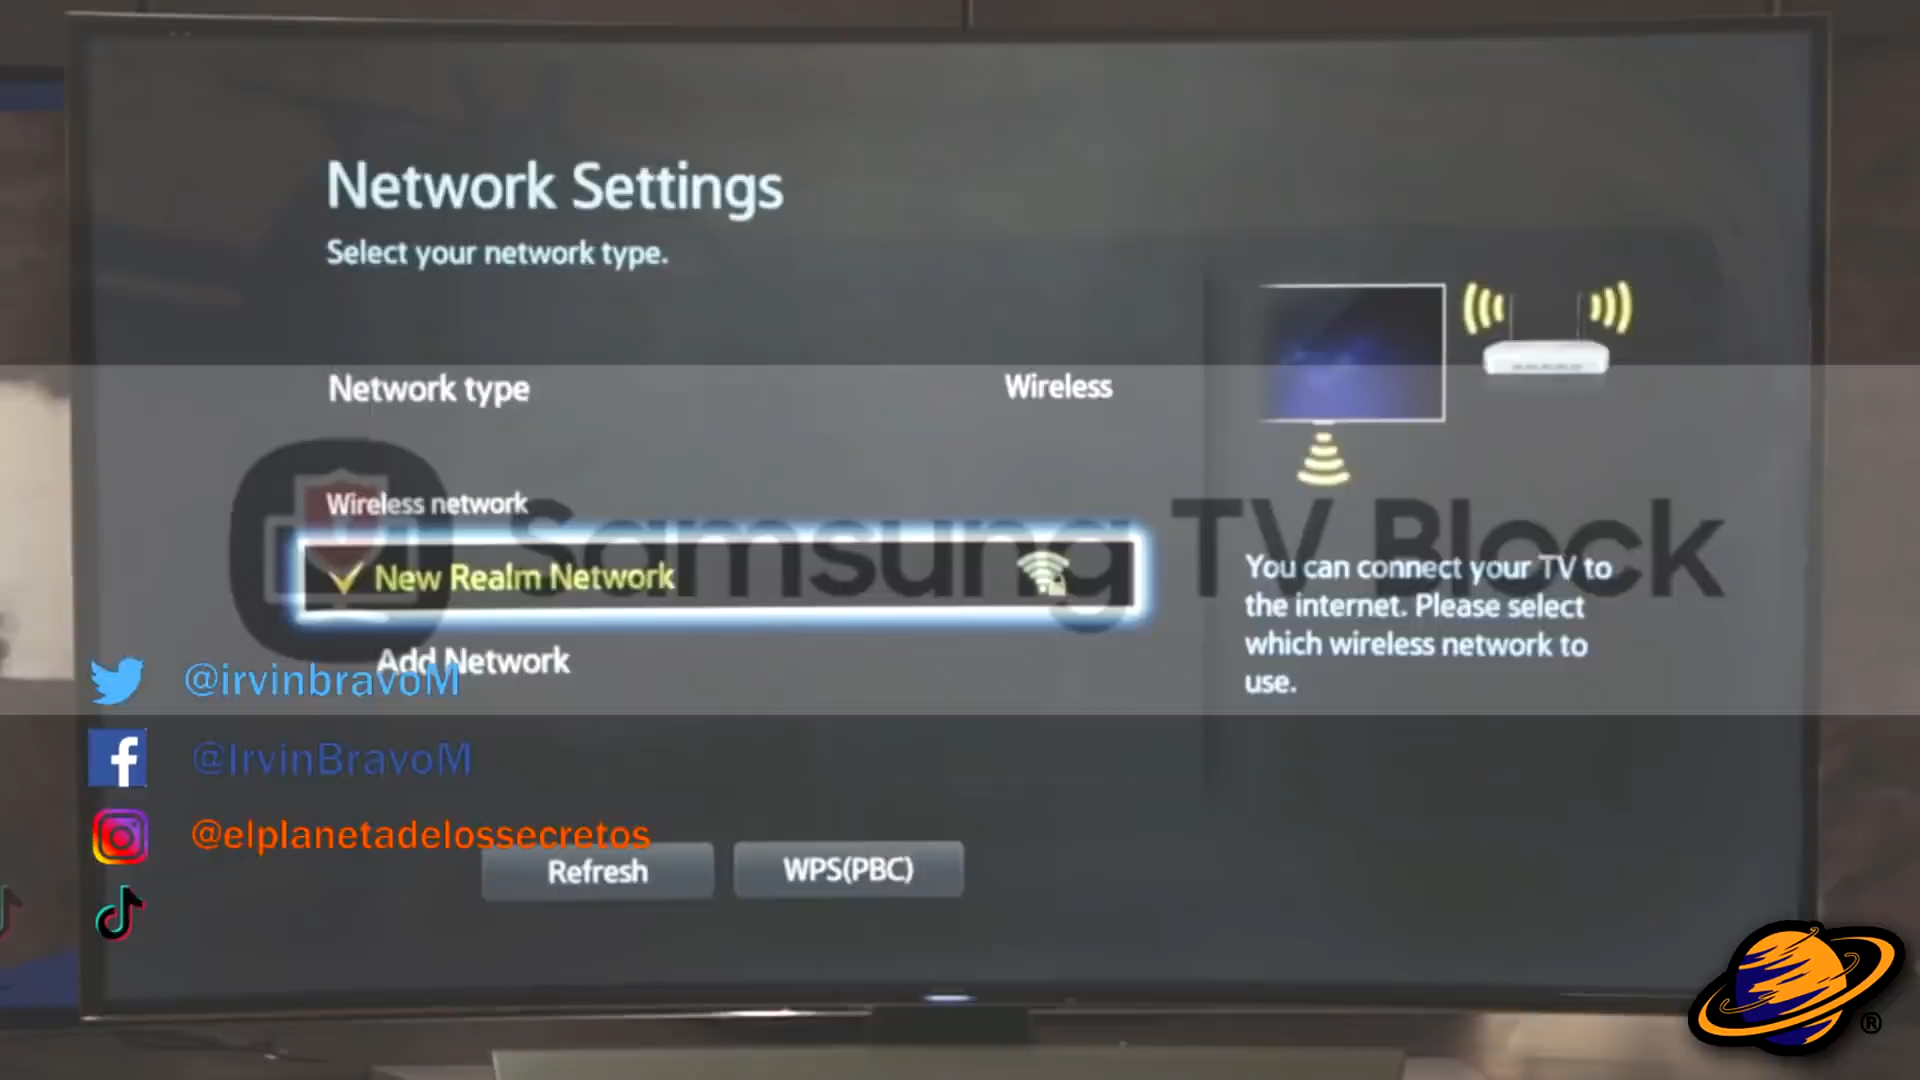 Network Settings
Select your network type.
Network type
Wireless
Wireless network
Samsung TV Block
New Realm Network
Add Network
You can connect your TV to
the internet. Please select
which wireless network to
use.
@irvinbravoM
@IrvinBravoM
@elplanetadelossecretos
Refresh
WPS(PBC)
®